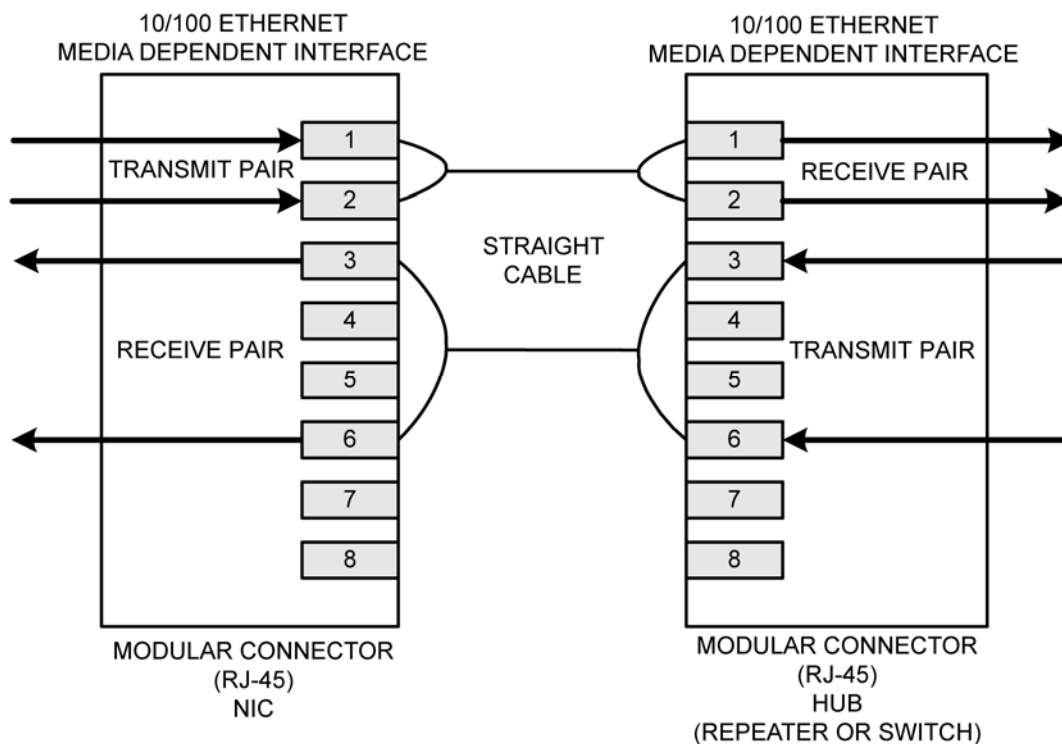 10/100 ETHERNET
MEDIA DEPENDENT INTERFACE
10/100 ETHERNET
MEDIA DEPENDENT INTERFACE
1
TRANSMIT PAIR
2
3
4
RECEIVE PAIR
5
6
7
8
STRAIGHT
CABLE
1
RECEIVE PAIR
2
3
4
TRANSMIT PAIR
5
6
7
8
MODULAR CONNECTOR
(RJ-45)
NIC
MODULAR CONNECTOR
(RJ-45)
HUB
(REPEATER OR SWITCH)